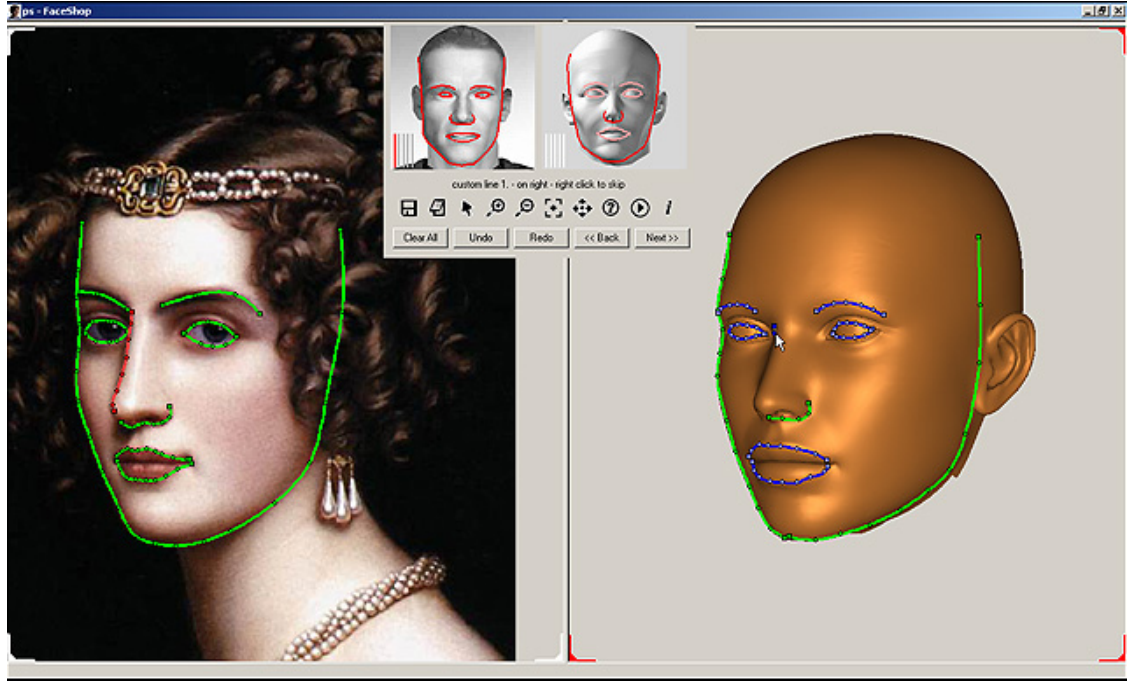 ps - FaceShop
custom line 1. - on right - right click to skip
Clear All Undo Redo << Back Next >>